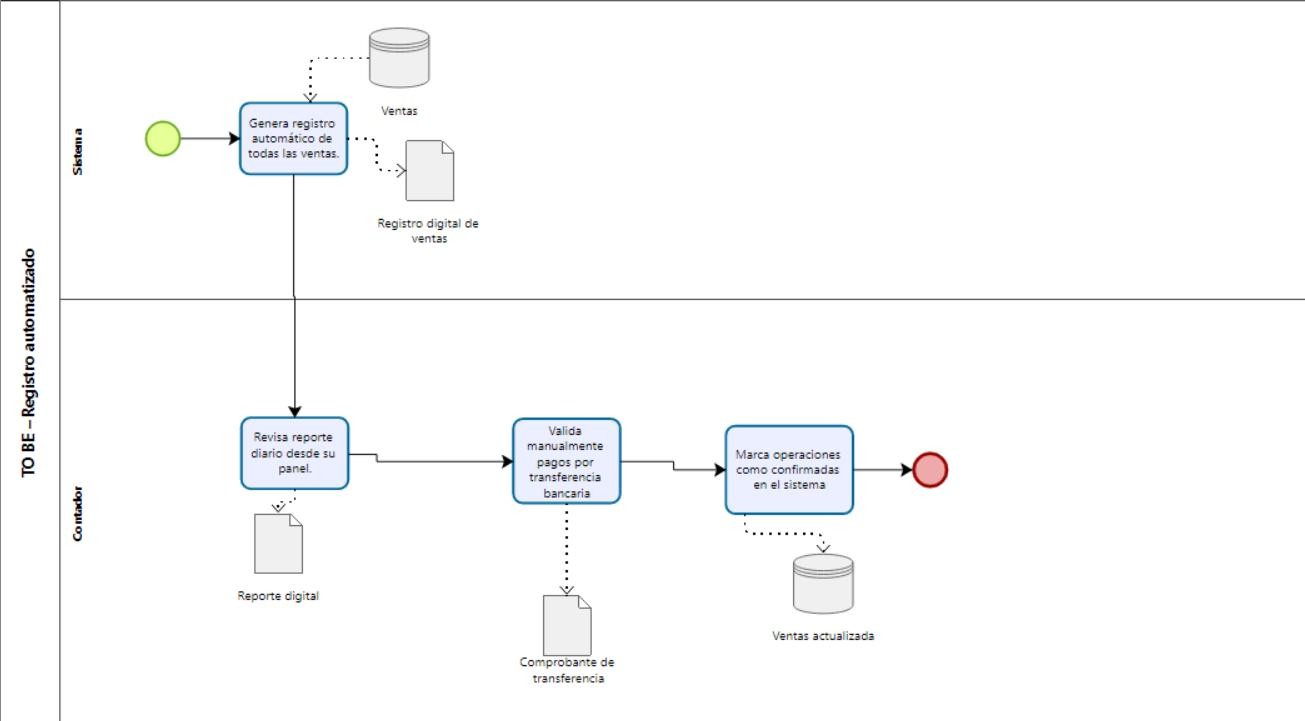 TO BE – Registro automatizado
Sistema
Ventas
Genera registro
automático de
todas las ventas.
Registro digital de
ventas
Contador
Revisa reporte
diario desde su
panel.
Reporte digital
Valida
manualmente
pagos por
transferencia
bancaria
Comprobante de
transferencia
Marca operaciones
como confirmadas
en el sistema
Ventas actualizada